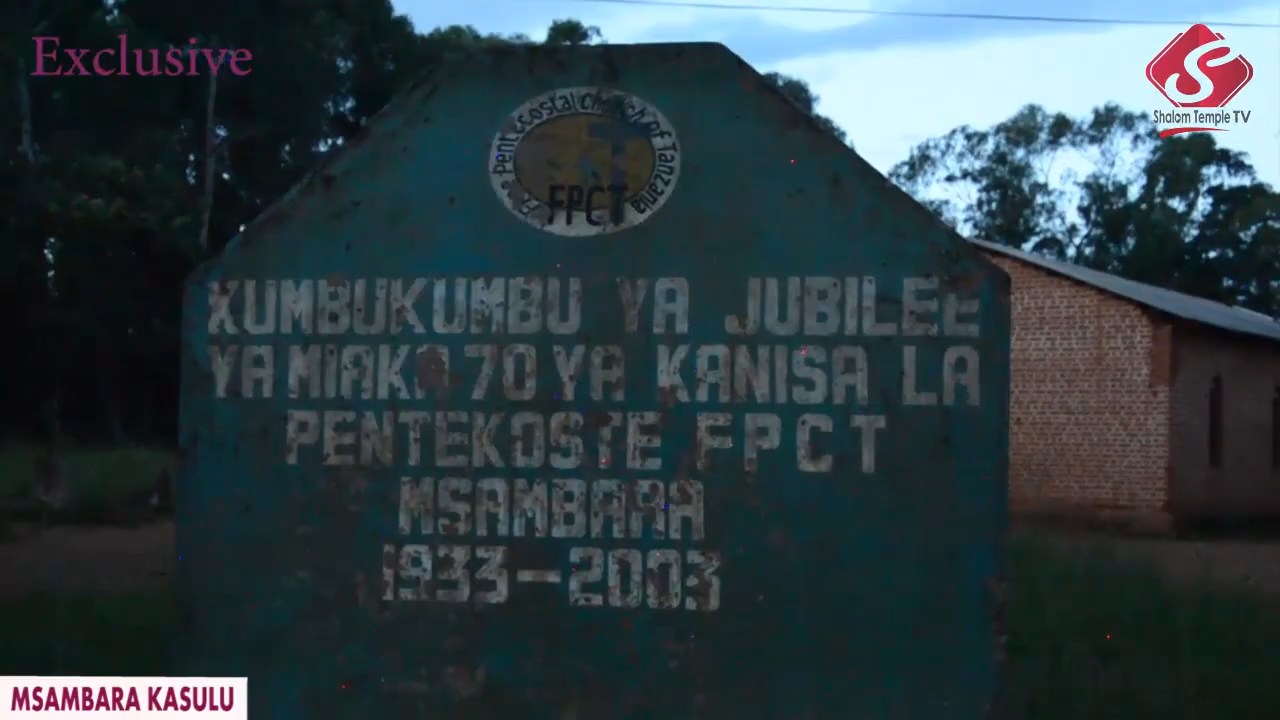 Exclusive
Shalom Temple TV
Pentecostal Church of Tanzania
FPCT
KUMBUKUMBU YA JUBILEE
YA MIAKA 70 YA KANISA LA
PENTEKOSTE FPCT
MSAMBARA
1933-2003
MSAMBARA KASULU